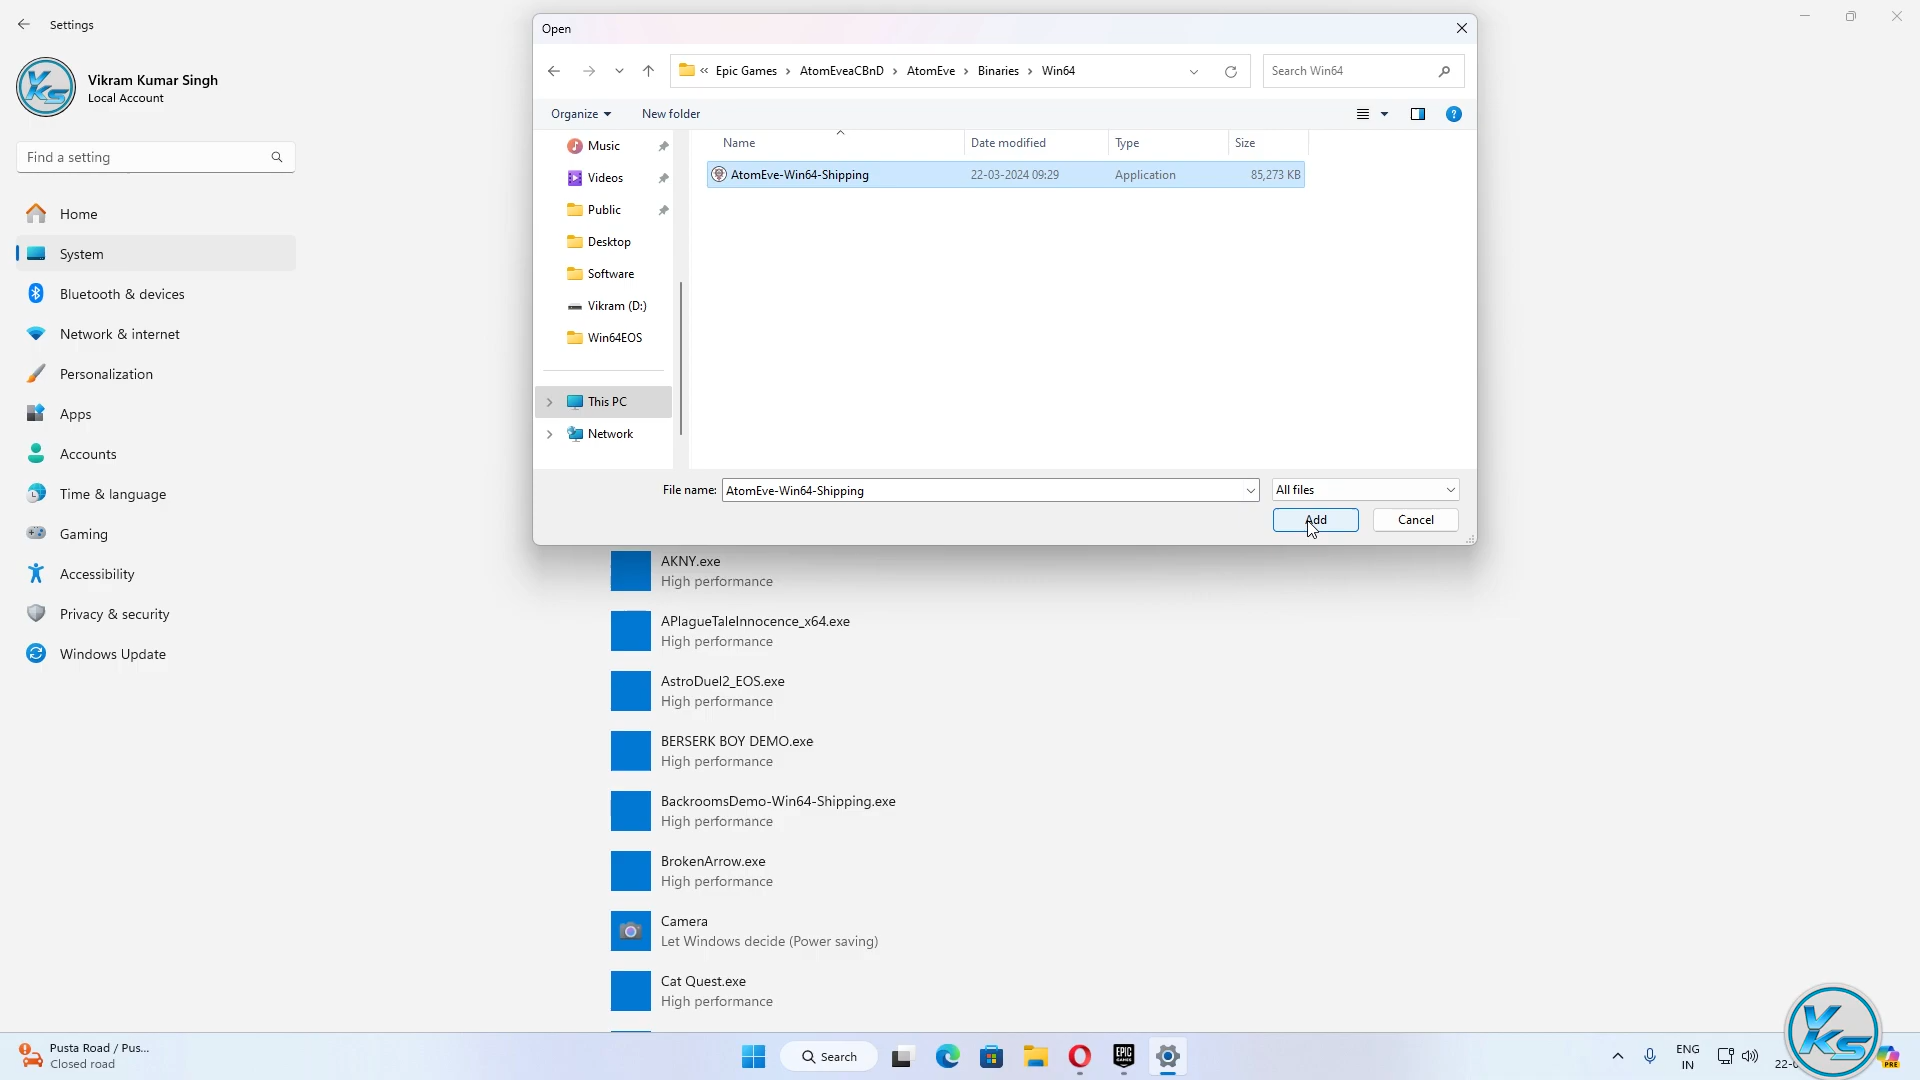 Settings
Vikram Kumar Singh
Local Account
Find a setting
Home
System
Bluetooth & devices
Network & internet
Personalization
Apps
Accounts
Time & language
Gaming
Accessibility
Privacy & security
Windows Update
Open
« Epic Games > AtomEveaCBnD > AtomEve > Binaries > Win64
Search Win64
Organize
New folder
Music
Videos
Public
Desktop
Software
Vikram (D:)
Win64EOS
This PC
Network
Name Date modified Type Size
AtomEve-Win64-Shipping 22-03-2024 09:29 Application 85,273 KB
File name: AtomEve-Win64-Shipping
All files
Add
Cancel
AKNY.exe
High performance
APlagueTaleInnocence_x64.exe
High performance
AstroDuel2_EOS.exe
High performance
BERSERK BOY DEMO.exe
High performance
BackroomsDemo-Win64-Shipping.exe
High performance
BrokenArrow.exe
High performance
Camera
Let Windows decide (Power saving)
Cat Quest.exe
High performance
Pusta Road / Pus...
Closed road
Search
EPIC
GAMES
ENG
IN
22-
KS
PRE